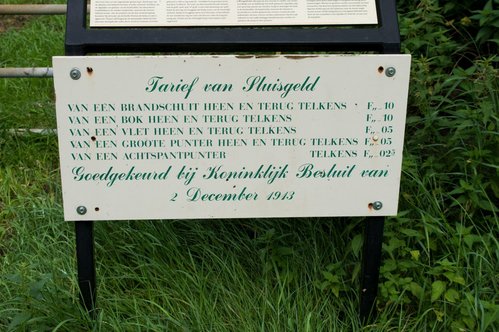 Tarief van Sluisgeld
VAN EEN BRANDSCHUIT HEEN EN TERUG TELKENS F„ 10
VAN EEN BOK HEEN EN TERUG TELKENS F„ 10
VAN EEN VLET HEEN EN TERUG TELKENS F„ 05
VAN EEN GROOTE PUNTER HEEN EN TERUG TELKENS F„ 05
VAN EEN ACHTSPANTPUNTER TELKENS F„ 02⁵
Goedgekeurd bij Koninklijk Besluit van
2 December 1913